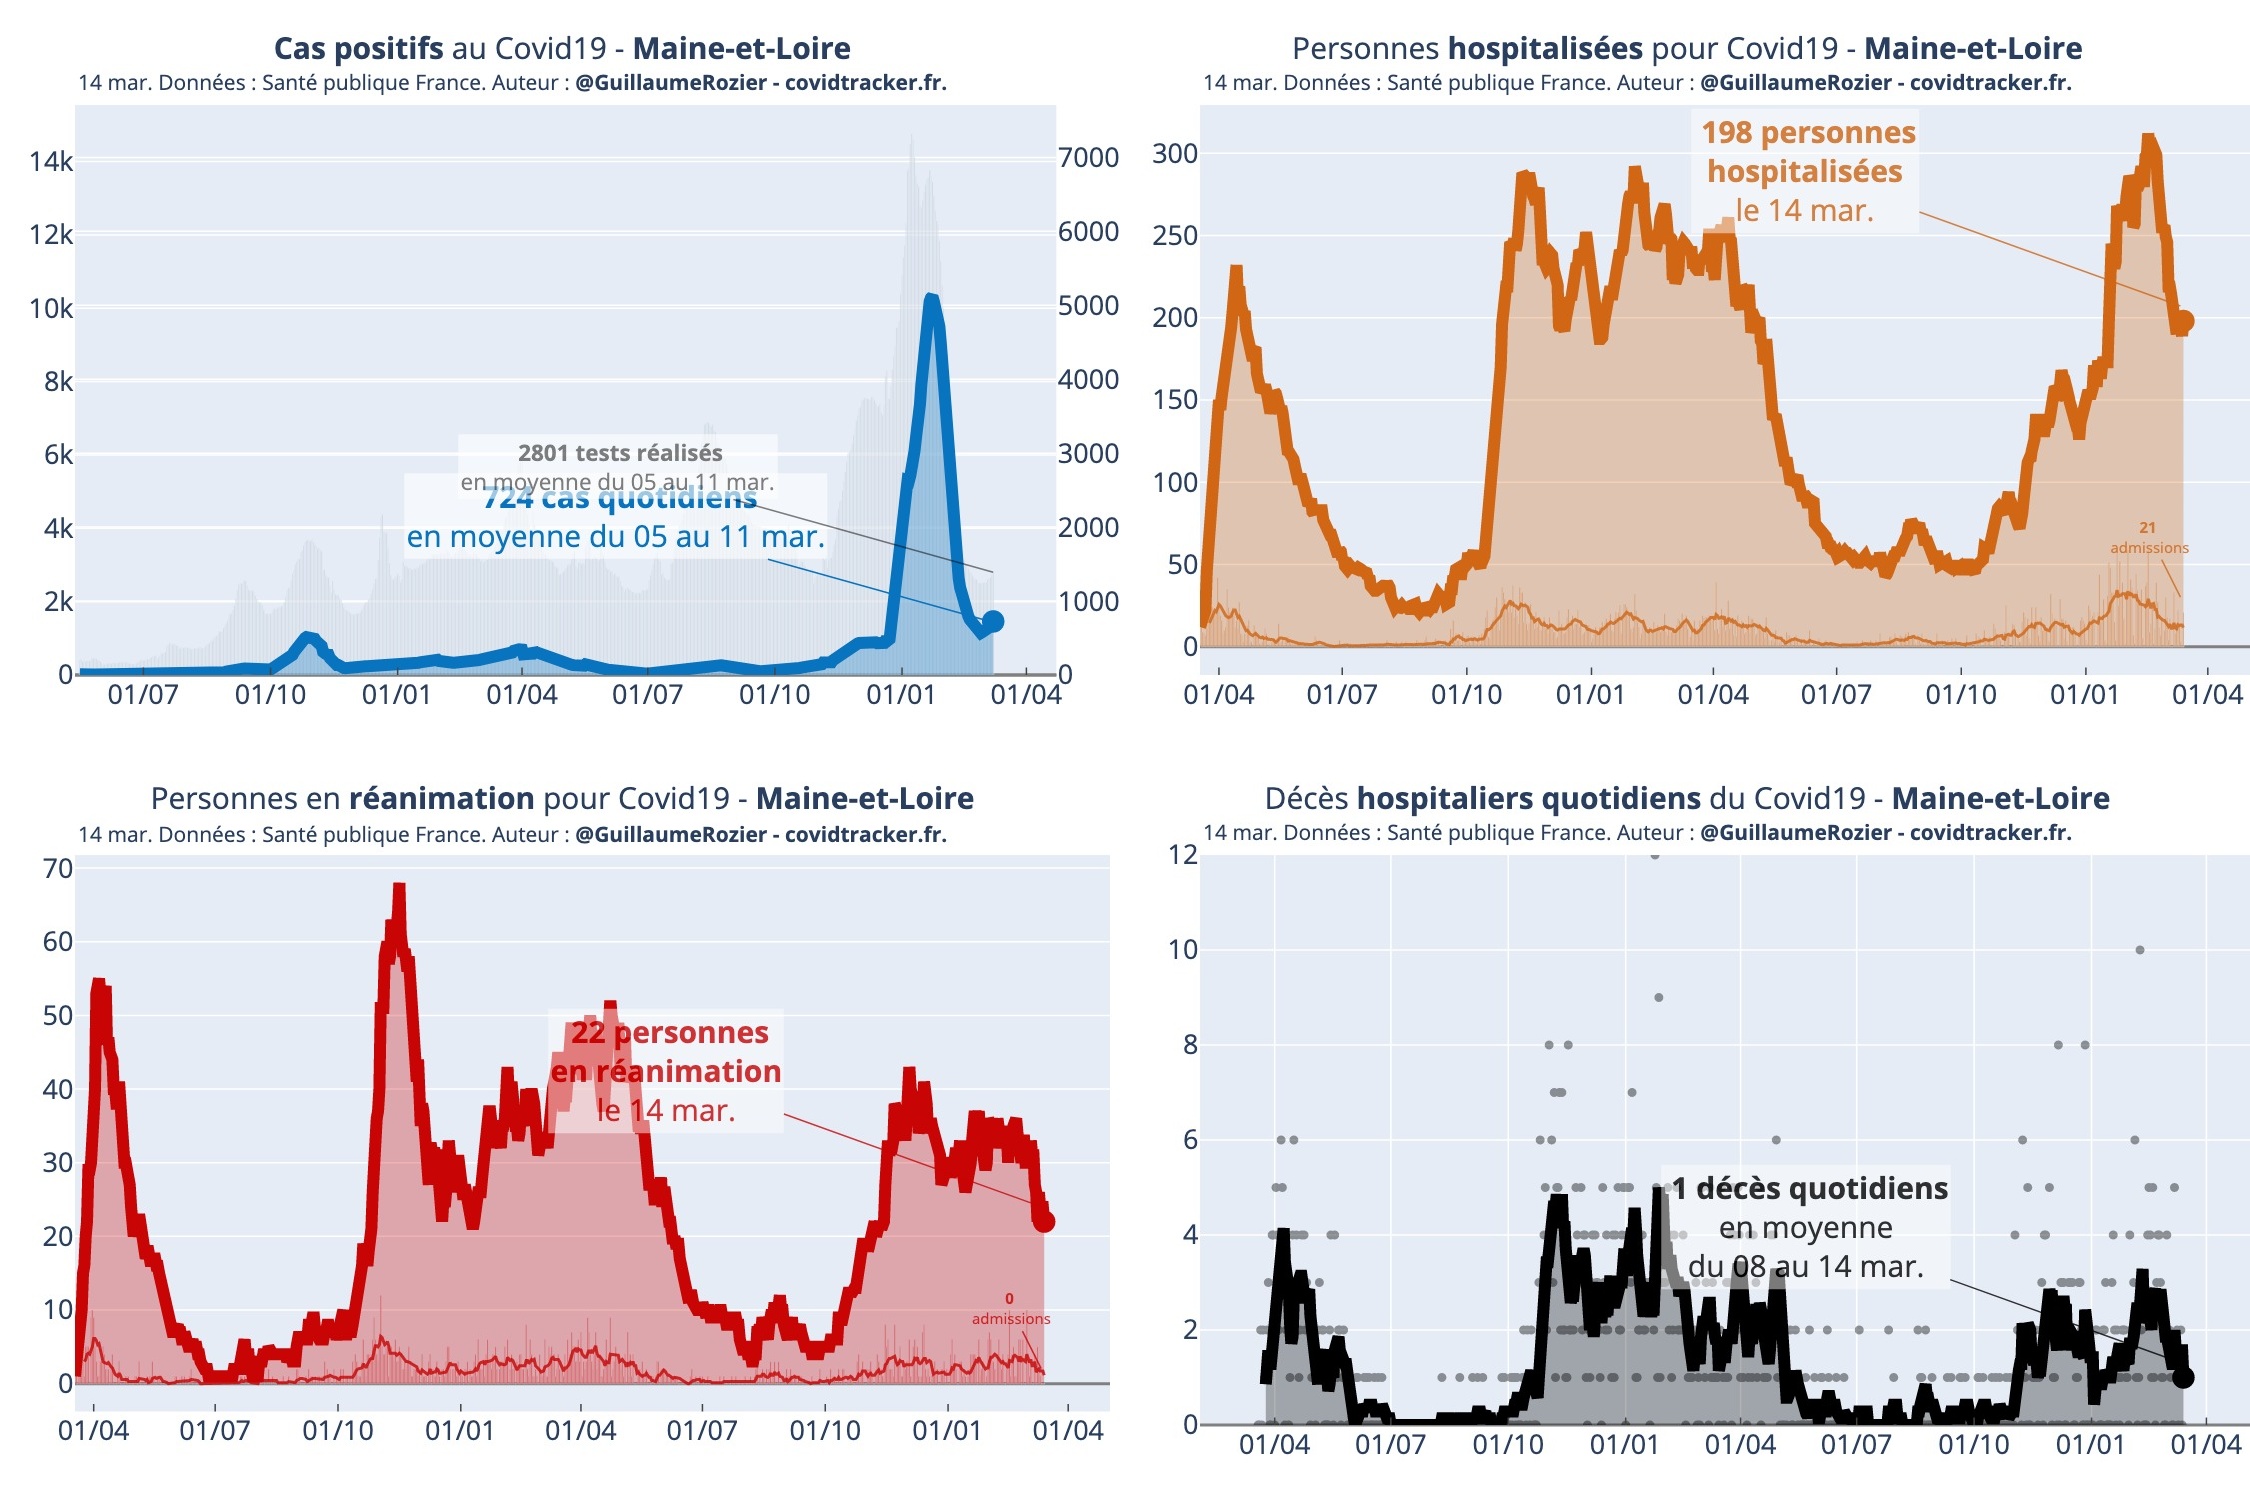 Cas positifs au Covid19 - Maine-et-Loire
14 mar. Données : Santé publique France. Auteur : @GuillaumeRozier - covidtracker.fr.
14k
12k
10k
8k
6k
4k
2k
0
7000
6000
5000
4000
3000
2000
1000
0
2801 tests réalisés
en moyenne du 05 au 11 mar.
724 cas quotidiens
en moyenne du 05 au 11 mar.
01/07 01/10 01/01 01/04 01/07 01/10 01/01 01/04
Personnes hospitalisées pour Covid19 - Maine-et-Loire
14 mar. Données : Santé publique France. Auteur : @GuillaumeRozier - covidtracker.fr.
300
250
200
150
100
50
0
198 personnes
hospitalisées
le 14 mar.
21
admissions
01/04 01/07 01/10 01/01 01/04 01/07 01/10 01/01 01/04
Personnes en réanimation pour Covid19 - Maine-et-Loire
14 mar. Données : Santé publique France. Auteur : @GuillaumeRozier - covidtracker.fr.
70
60
50
40
30
20
10
0
22 personnes
en réanimation
le 14 mar.
0
admissions
01/04 01/07 01/10 01/01 01/04 01/07 01/10 01/01 01/04
Décès hospitaliers quotidiens du Covid19 - Maine-et-Loire
14 mar. Données : Santé publique France. Auteur : @GuillaumeRozier - covidtracker.fr.
12
10
8
6
4
2
0
1 décès quotidiens
en moyenne
du 08 au 14 mar.
01/04 01/07 01/10 01/01 01/04 01/07 01/10 01/01 01/04